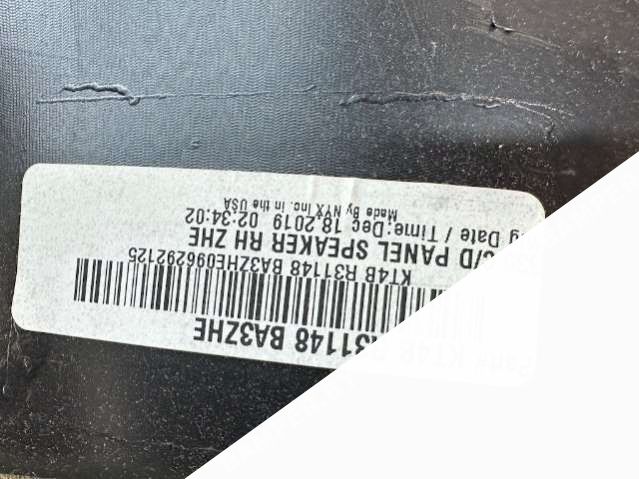 R31148 BA3ZHE
KT4B R31148 BA3ZHE096292125
C/D PANEL SPEAKER RH ZHE
Date / Time:Dec 18,2019 02:34:02
Made By NYX Inc. in the USA